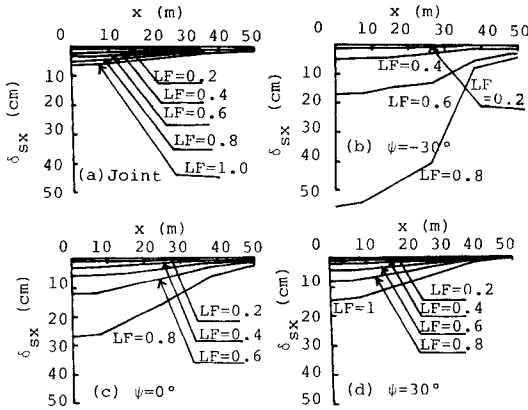 x (m)
0 10 20 30 40 50
10
20
30
40
50
δsx (cm)
LF=0.2
LF=0.4
LF=0.6
LF=0.8
LF=1.0
(a) Joint
x (m)
0 10 20 30 40 50
10
20
30
40
50
δsx (cm)
LF=0.4
LF
=0.2
LF=0.6
LF=0.8
(b) ψ=-30°
x (m)
0 10 20 30 40 50
10
20
30
40
50
δsx (cm)
LF=0.2
LF=0.8
LF=0.4
LF=0.6
(c) ψ=0°
x (m)
0 10 20 30 40 50
10
20
30
40
50
δsx (cm)
LF=0.2
LF=1
LF=0.4
LF=0.6
LF=0.8
(d) ψ=30°